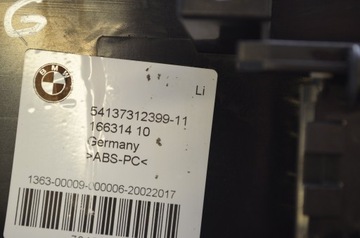 G
BMW
Li
54137312399-11
166314 10
Germany
>ABS-PC<
1363-00009-000006-20022017